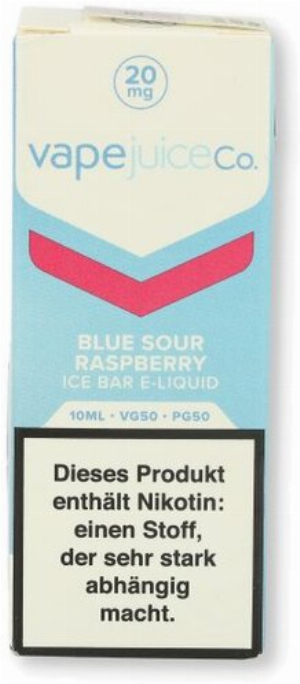 20
mg
vapejuiceCo.
BLUE SOUR
RASPBERRY
ICE BAR E-LIQUID
10ML • VG50 • PG50
Dieses Produkt
enthält Nikotin:
einen Stoff,
der sehr stark
abhängig
macht.